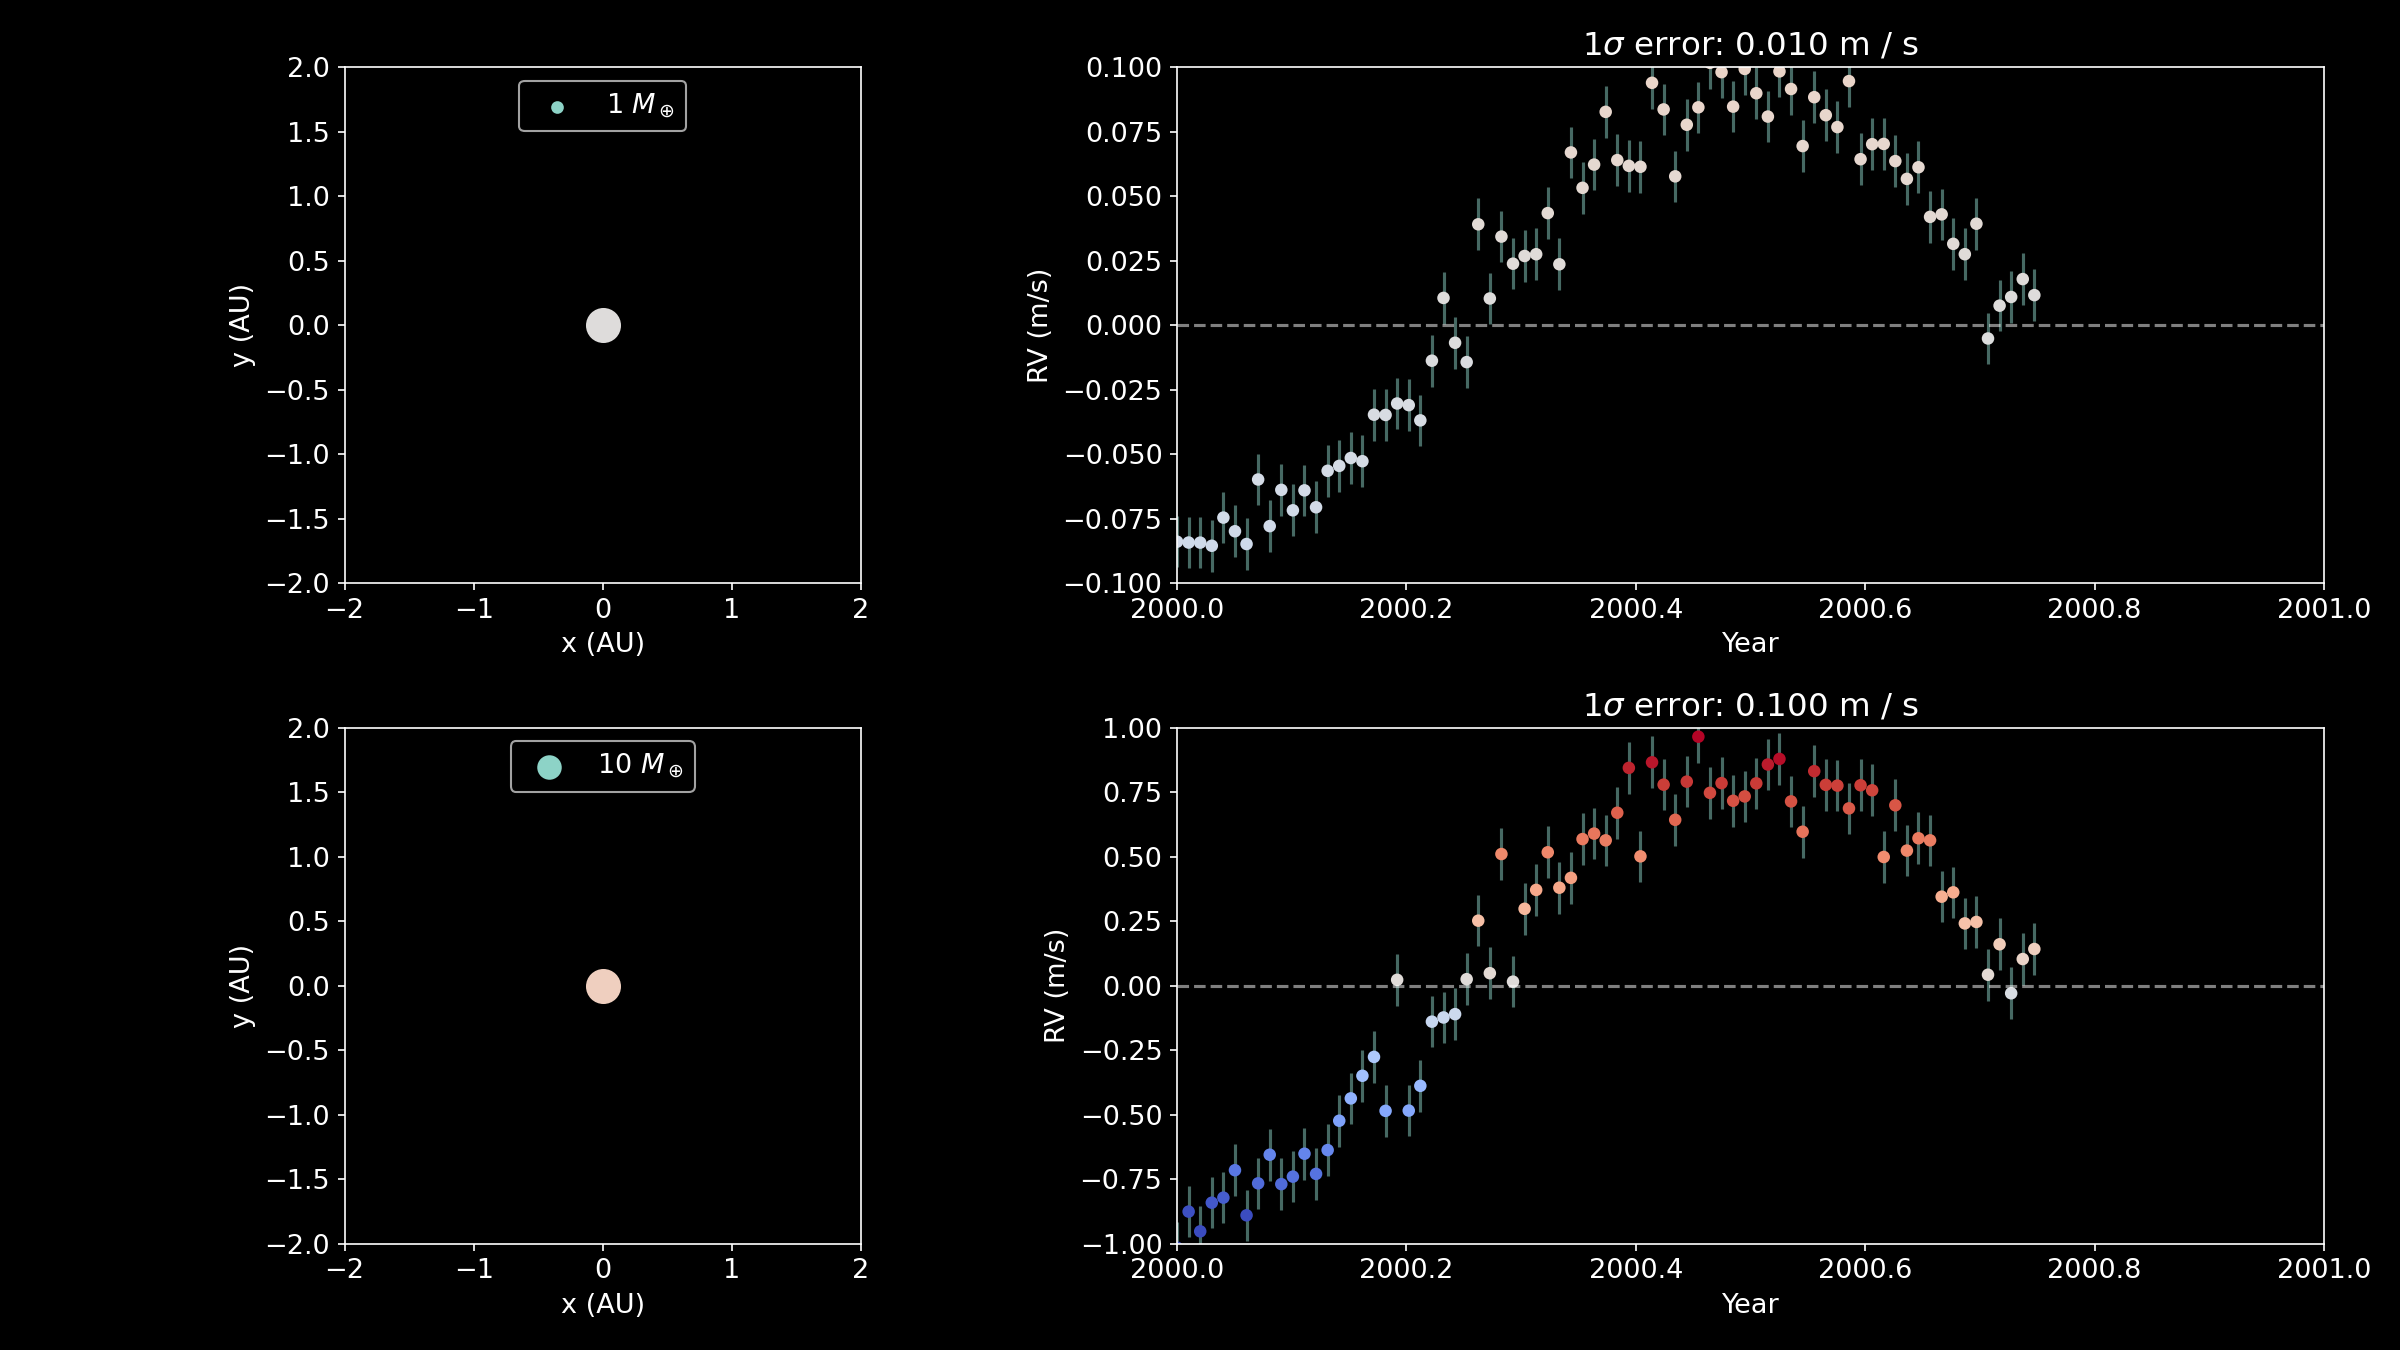 1σ error: 0.010 m / s
1 M⊕
2.0
1.5
1.0
0.5
0.0
−0.5
−1.0
−1.5
−2.0
y (AU)
−2 −1 0 1 2
x (AU)
0.100
0.075
0.050
0.025
0.000
−0.025
−0.050
−0.075
−0.100
RV (m/s)
2000.0 2000.2 2000.4 2000.6 2000.8 2001.0
Year
1σ error: 0.100 m / s
10 M⊕
2.0
1.5
1.0
0.5
0.0
−0.5
−1.0
−1.5
−2.0
y (AU)
−2 −1 0 1 2
x (AU)
1.00
0.75
0.50
0.25
0.00
−0.25
−0.50
−0.75
−1.00
RV (m/s)
2000.0 2000.2 2000.4 2000.6 2000.8 2001.0
Year